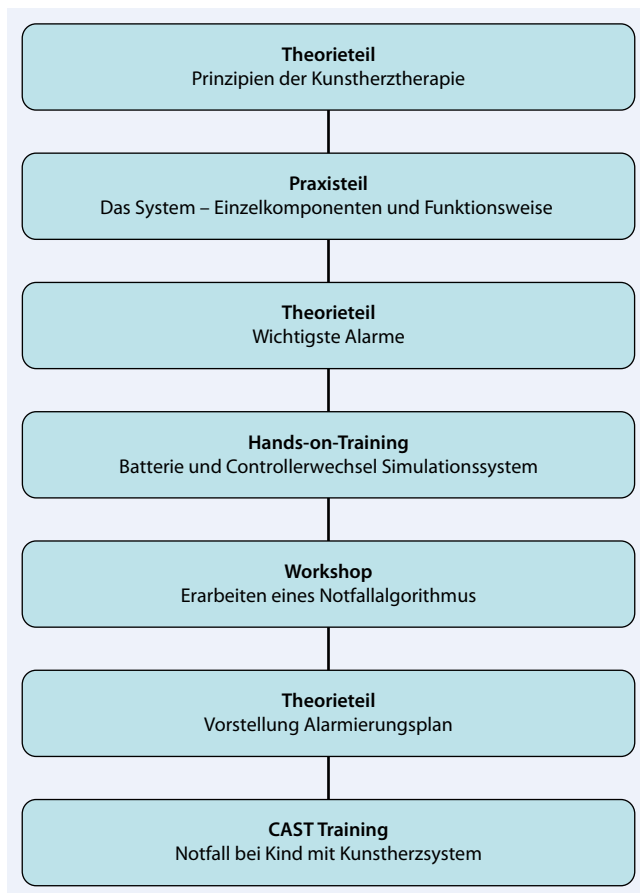 Theorieteil
Prinzipien der Kunstherztherapie
Praxisteil
Das System – Einzelkomponenten und Funktionsweise
Theorieteil
Wichtigste Alarme
Hands-on-Training
Batterie und Controllerwechsel Simulationssystem
Workshop
Erarbeiten eines Notfallalgorithmus
Theorieteil
Vorstellung Alarmierungsplan
CAST Training
Notfall bei Kind mit Kunstherzsystem